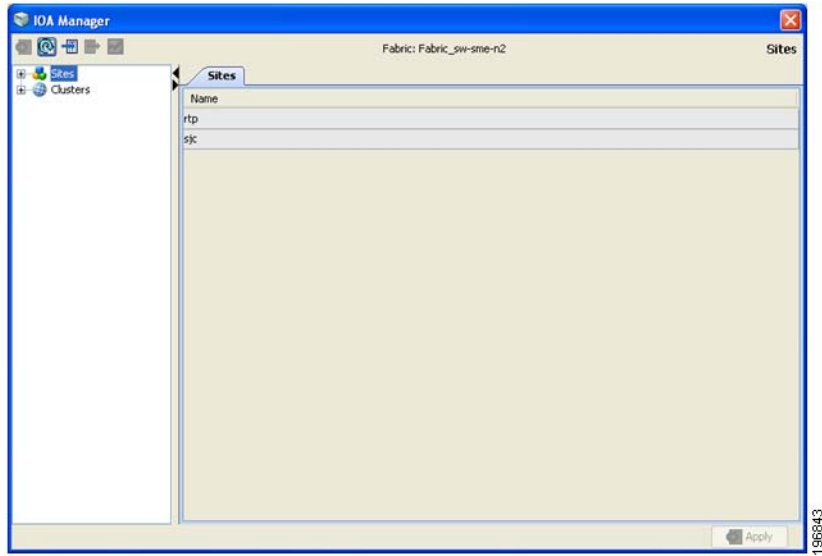 IOA Manager
Fabric: Fabric_sw-sme-n2
Sites
Sites
Clusters
Sites
Name
rtp
sjc
Apply
196843